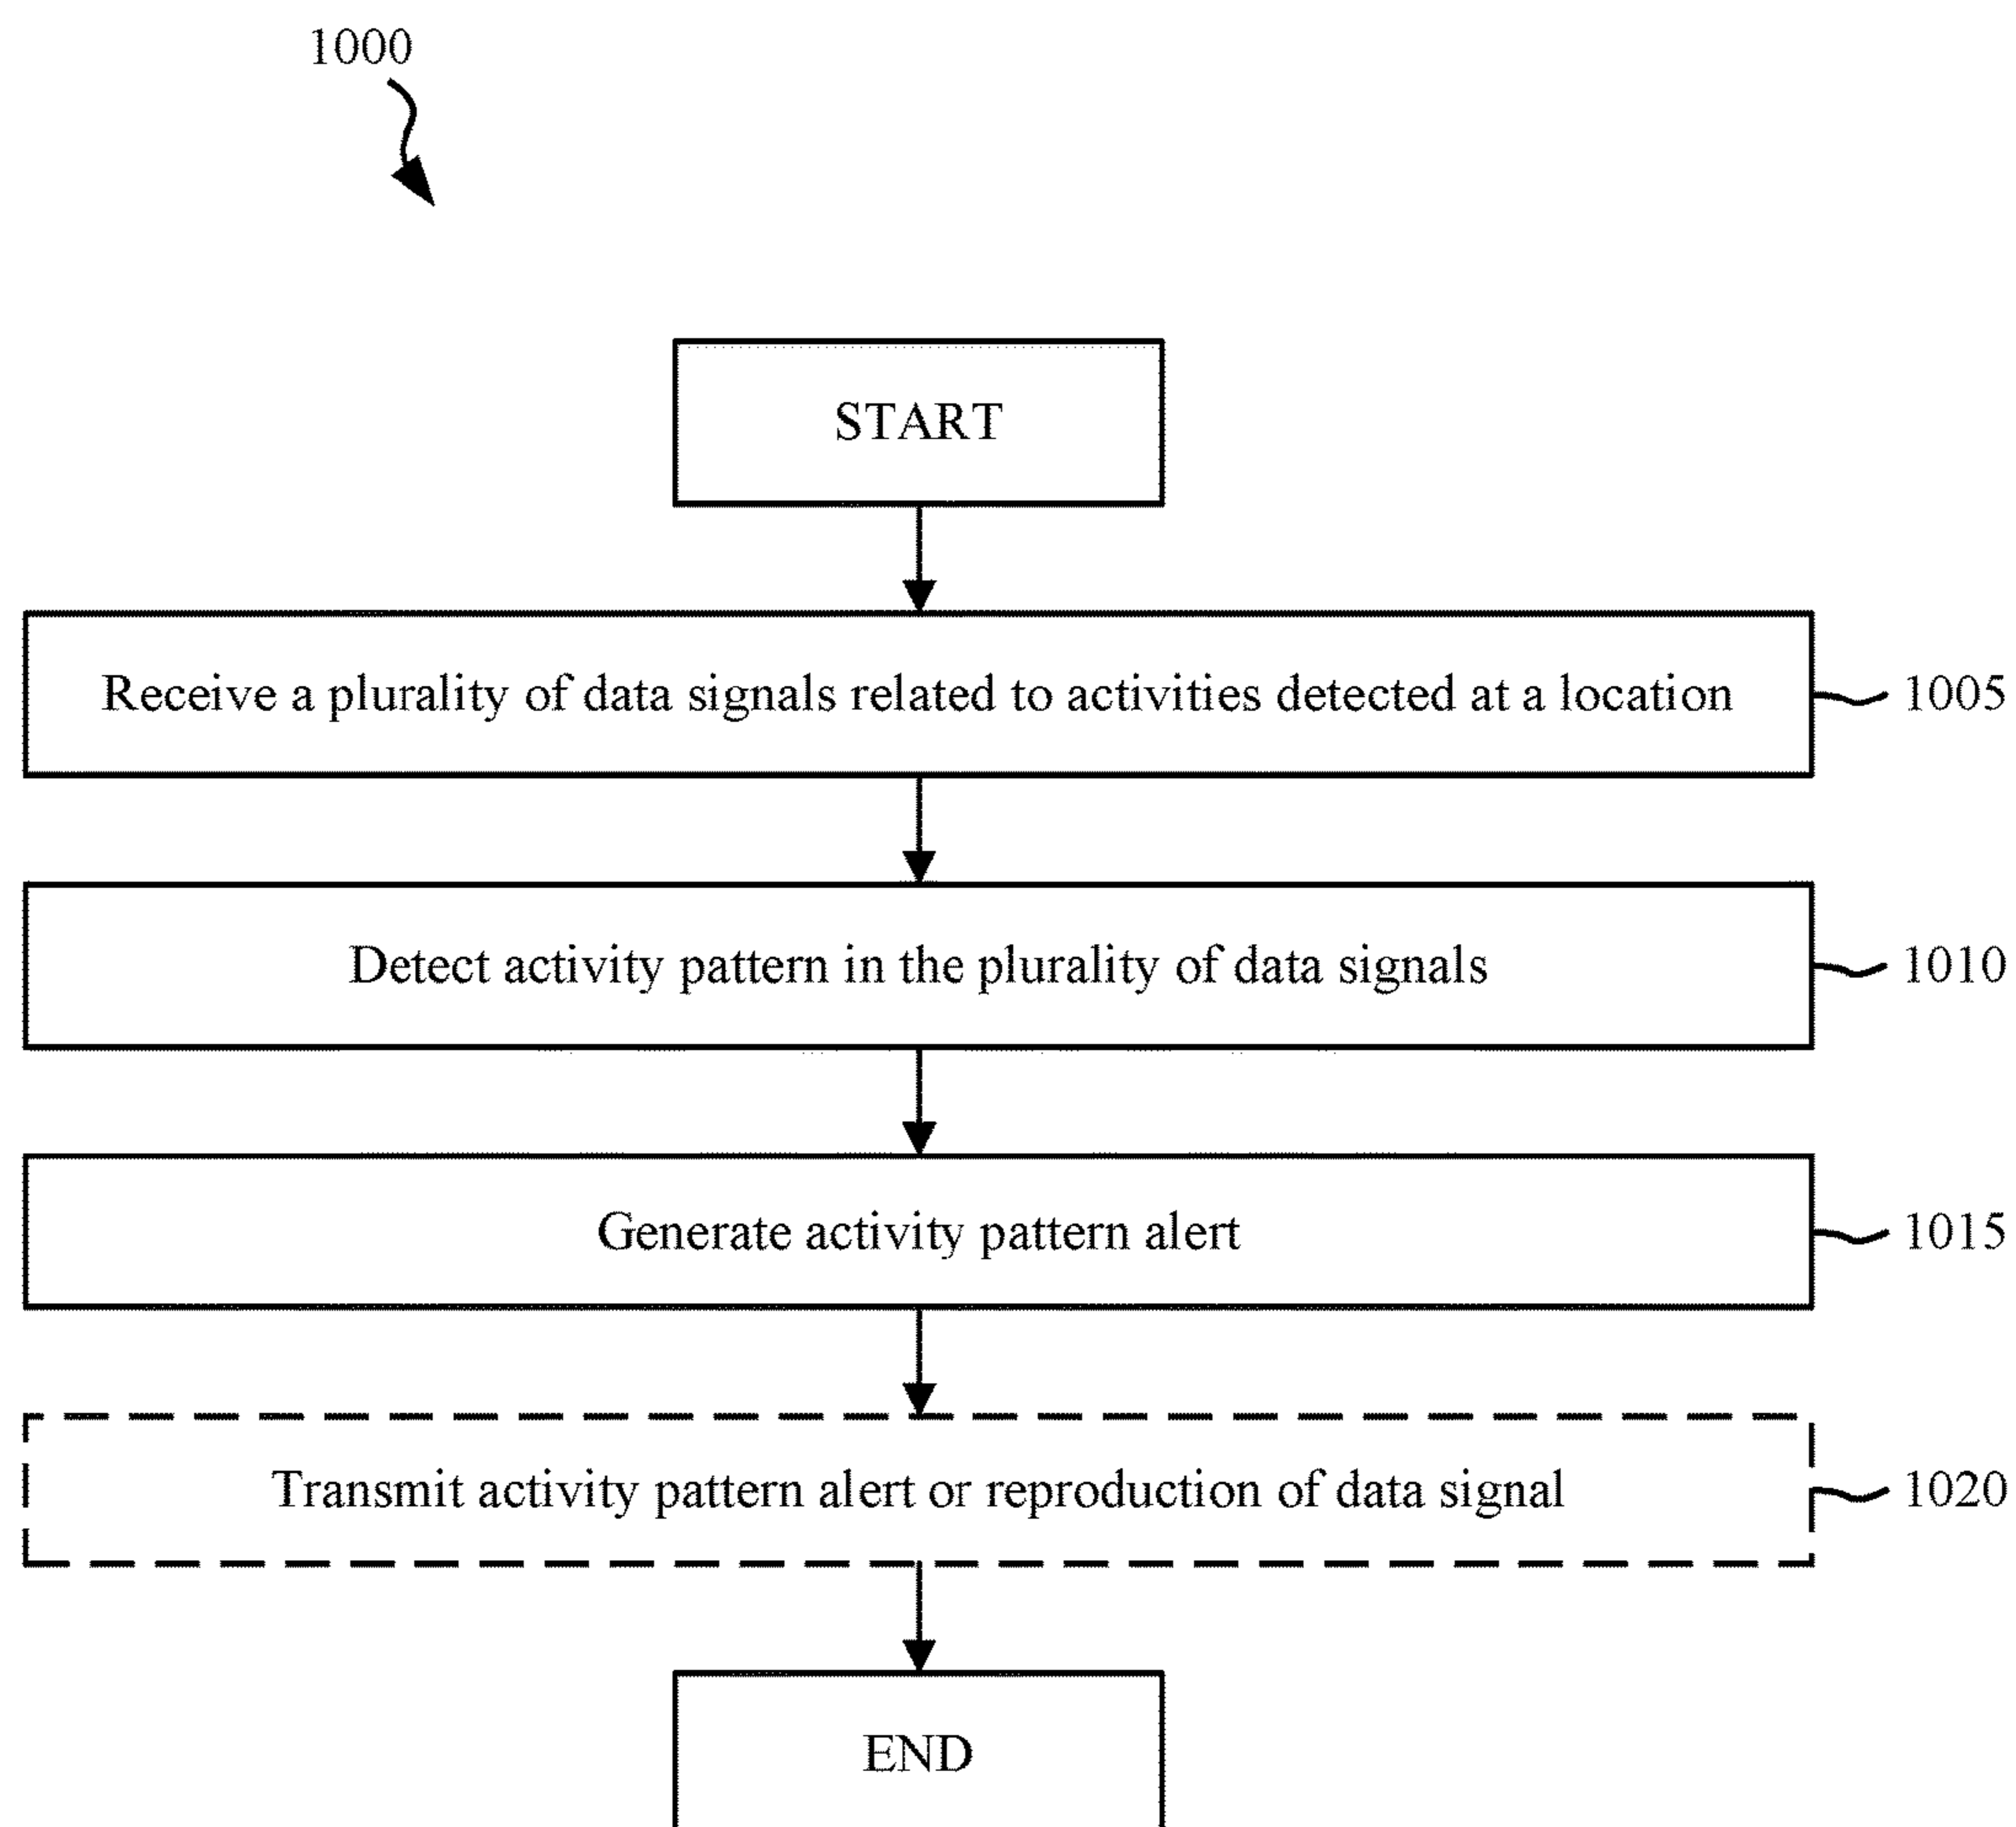 1000
START
Receive a plurality of data signals related to activities detected at a location
1005
Detect activity pattern in the plurality of data signals
1010
Generate activity pattern alert
1015
Transmit activity pattern alert or reproduction of data signal
1020
END